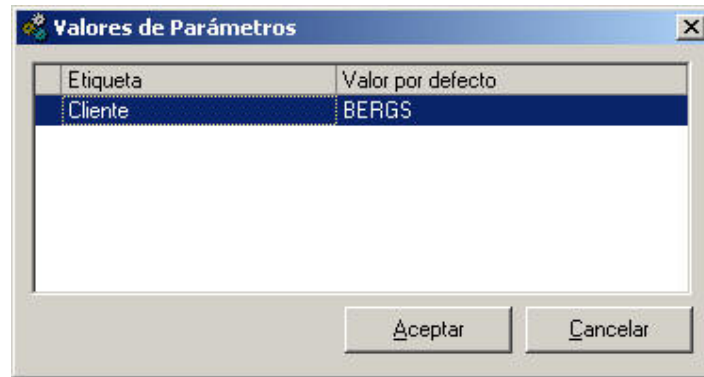 Valores de Parámetros
Etiqueta Valor por defecto
Cliente BERGS
Aceptar Cancelar